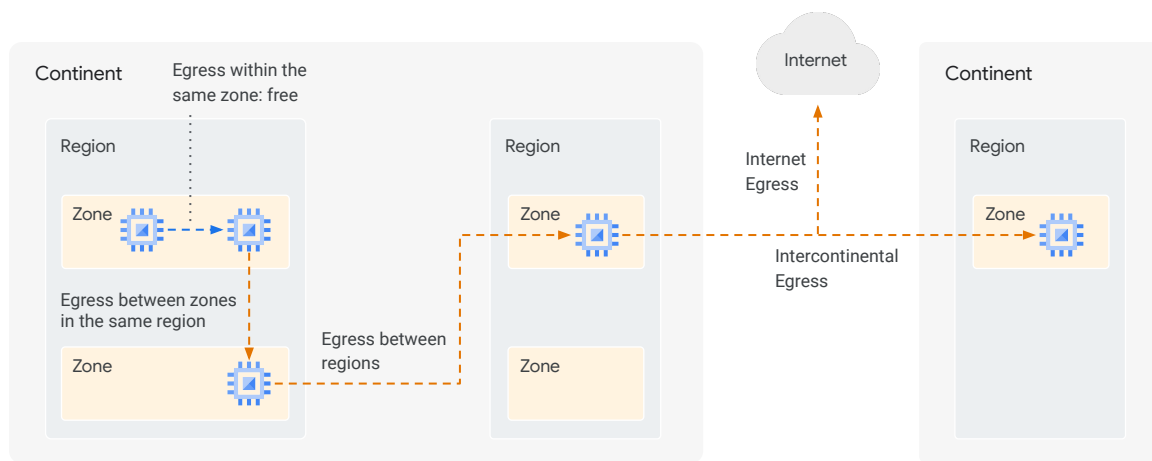 Continent
Egress within the
same zone: free
Region
Zone
Egress between zones
in the same region
Zone
Egress between
regions
Region
Zone
Zone
Internet
Internet
Egress
Intercontinental
Egress
Continent
Region
Zone